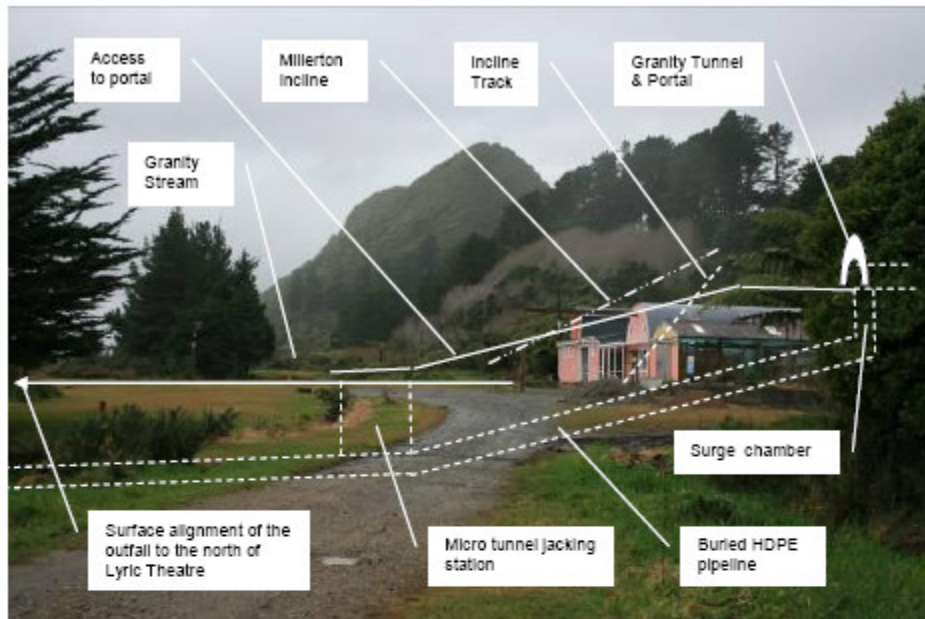 Access
to portal
Millerton
Incline
Incline
Track
Granity Tunnel
& Portal
Granity
Stream
Surge chamber
Surface alignment of the
outfall to the north of
Lyric Theatre
Micro tunnel jacking
station
Buried HDPE
pipeline